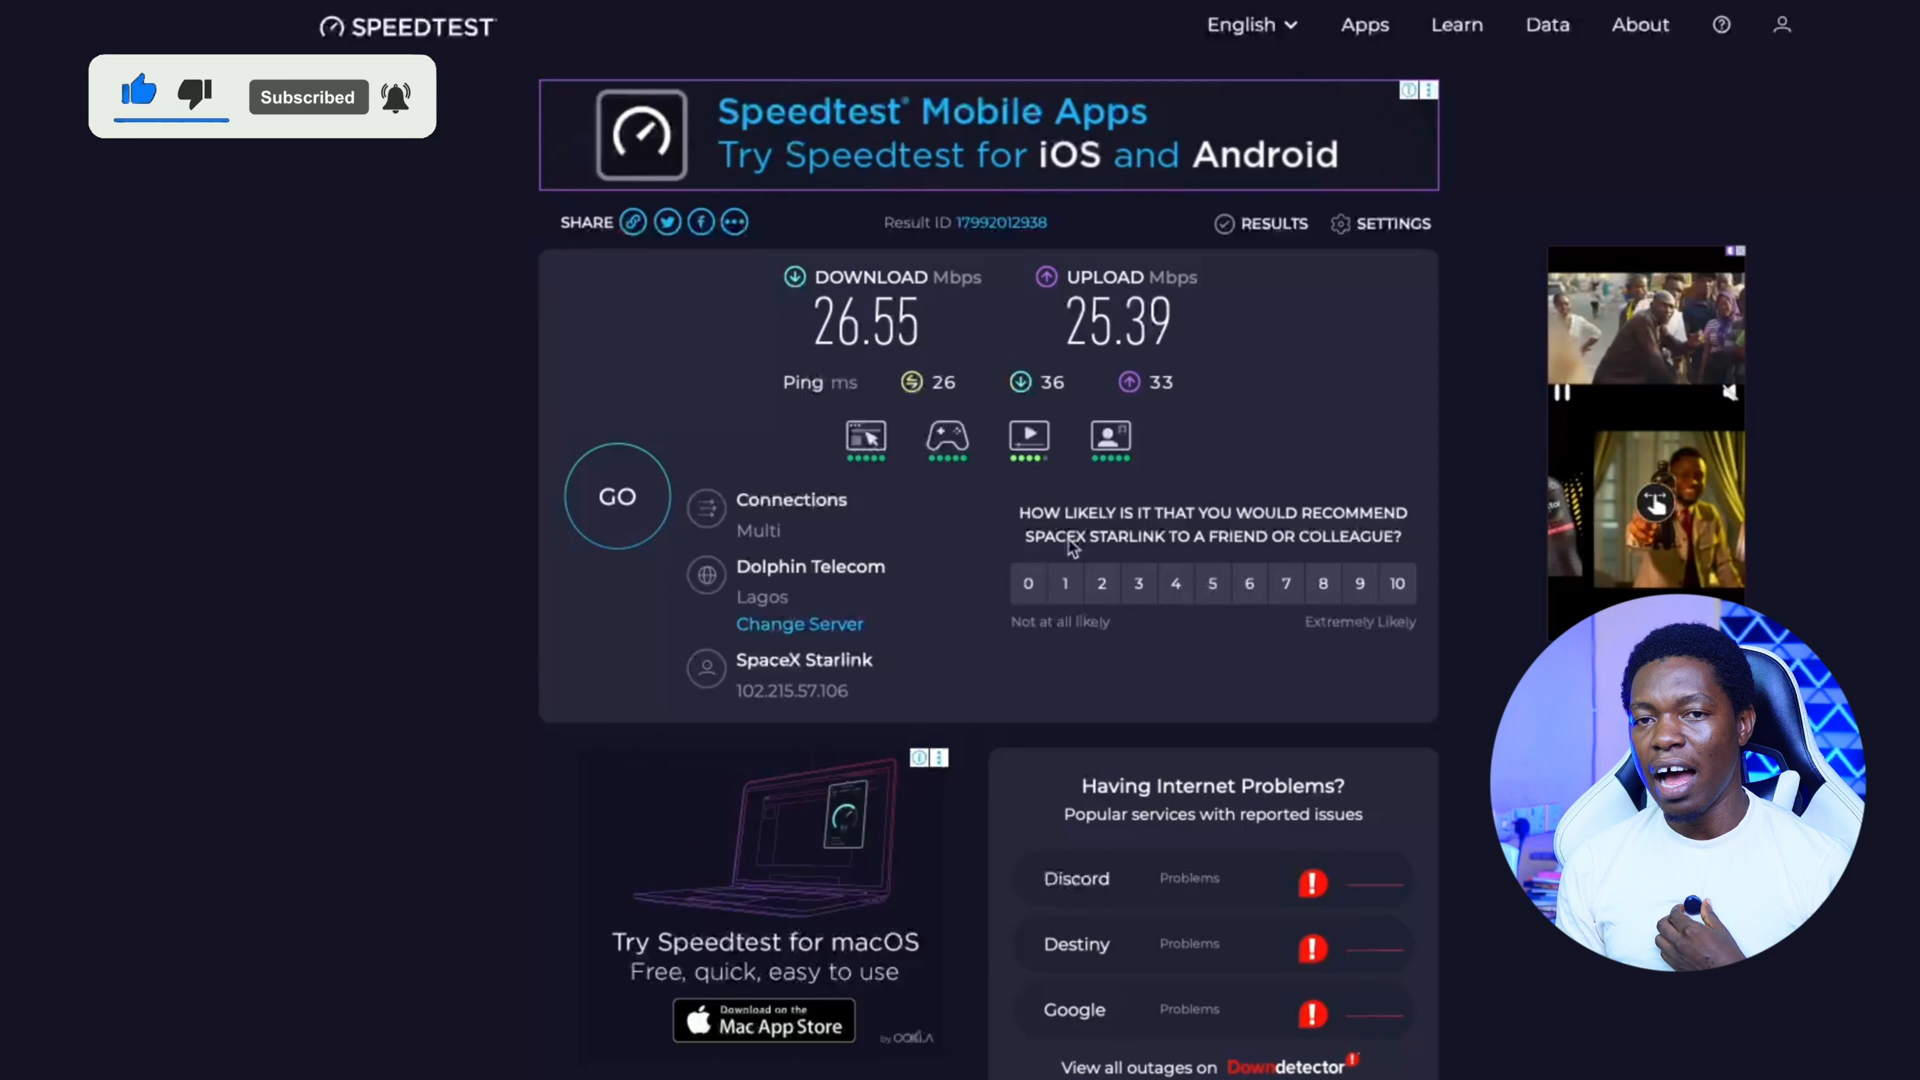 SPEEDTEST
English
Apps
Learn
Data
About
Subscribed
Speedtest® Mobile Apps
Try Speedtest for iOS and Android
SHARE
Result ID 17992012938
RESULTS
SETTINGS
DOWNLOAD Mbps
26.55
UPLOAD Mbps
25.39
Ping ms
26
36
33
GO
Connections
Multi
Dolphin Telecom
Lagos
Change Server
SpaceX Starlink
102.215.57.106
HOW LIKELY IS IT THAT YOU WOULD RECOMMEND
SPACEX STARLINK TO A FRIEND OR COLLEAGUE?
0 1 2 3 4 5 6 7 8 9 10
Not at all likely
Extremely Likely
Try Speedtest for macOS
Free, quick, easy to use
Download on the
Mac App Store
by OOKLA
Having Internet Problems?
Popular services with reported issues
Discord Problems
Destiny Problems
Google Problems
View all outages on Downdetector